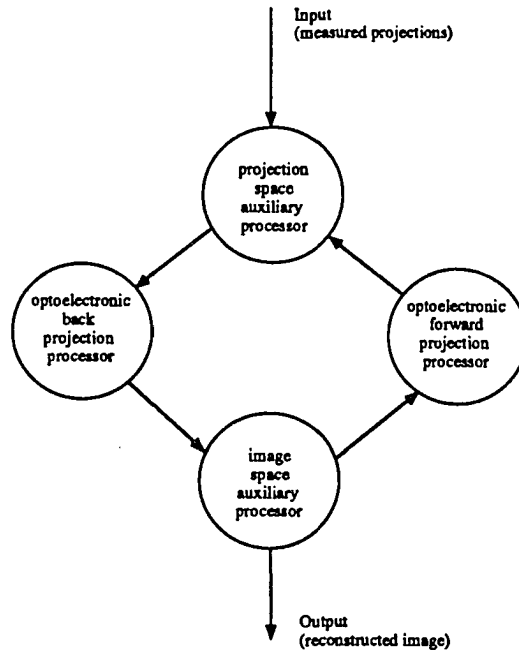 Input
(measured projections)
projection
space
auxiliary
processor
optoelectronic
back
projection
processor
optoelectronic
forward
projection
processor
image
space
auxiliary
processor
Output
(reconstructed image)